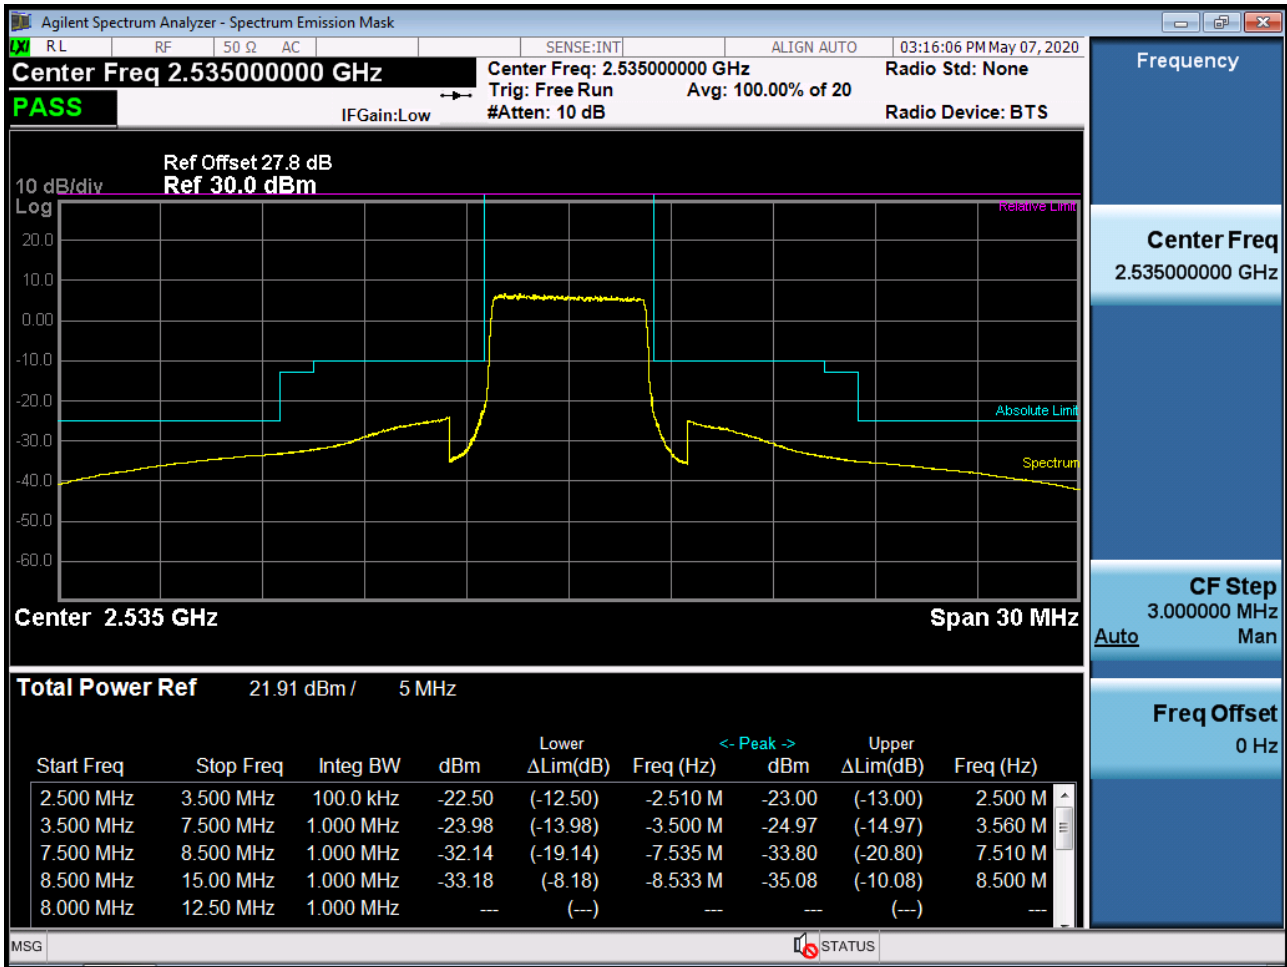 Agilent Spectrum Analyzer - Spectrum Emission Mask
LXI RL RF 50 Ω AC SENSE:INT ALIGN AUTO 03:16:06 PM May 07, 2020
Center Freq 2.535000000 GHz
PASS
IFGain:Low
Center Freq: 2.535000000 GHz
Trig: Free Run Avg: 100.00% of 20
#Atten: 10 dB
Radio Std: None
Radio Device: BTS
Ref Offset 27.8 dB
10 dB/div Ref 30.0 dBm
Log
Relative Limit
20.0
10.0
0.00
-10.0
-20.0
Absolute Limit
-30.0
Spectrum
-40.0
-50.0
-60.0
Center 2.535 GHz Span 30 MHz
Total Power Ref 21.91 dBm / 5 MHz
Lower <- Peak -> Upper
Start Freq Stop Freq Integ BW dBm ΔLim(dB) Freq (Hz) dBm ΔLim(dB) Freq (Hz)
2.500 MHz 3.500 MHz 100.0 kHz -22.50 (-12.50) -2.510 M -23.00 (-13.00) 2.500 M
3.500 MHz 7.500 MHz 1.000 MHz -23.98 (-13.98) -3.500 M -24.97 (-14.97) 3.560 M
7.500 MHz 8.500 MHz 1.000 MHz -32.14 (-19.14) -7.535 M -33.80 (-20.80) 7.510 M
8.500 MHz 15.00 MHz 1.000 MHz -33.18 (-8.18) -8.533 M -35.08 (-10.08) 8.500 M
8.000 MHz 12.50 MHz 1.000 MHz --- (---) --- --- (---) ---
MSG STATUS
Frequency
Center Freq
2.535000000 GHz
CF Step
3.000000 MHz
Auto Man
Freq Offset
0 Hz